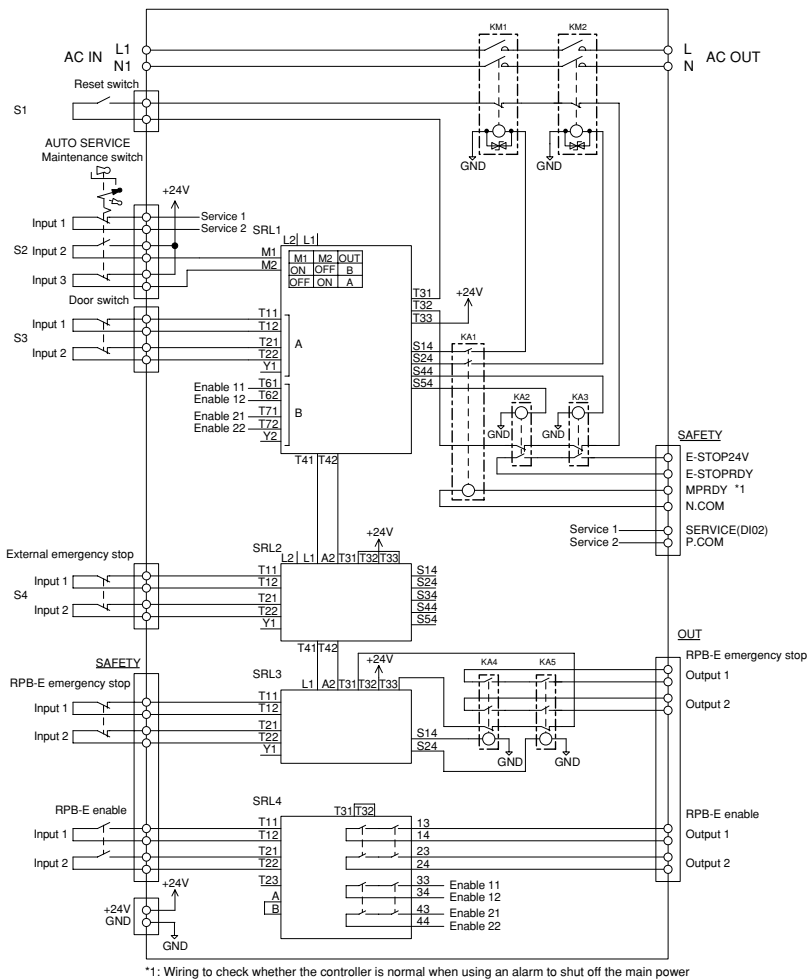 KM1 KM2
AC IN L1 L AC OUT
N1 N
Reset switch
S1
GND GND
AUTO SERVICE
Maintenance switch
+24V
Input 1 Service 1
Service 2
SRL1 L2 L1
S2 Input 2 M1 M1 M2 OUT
M2 ON OFF B
Input 3 OFF ON A
Door switch T31 +24V
T32
T33
S3 Input 1 T11
T12 KA1
Input 2 T21 A S14
T22 S24
Y1 S44
Enable 11 T61 S54
Enable 12 T62 KA2 KA3
Enable 21 T71 B
Enable 22 T72 GND GND
Y2 SAFETY
T41 T42 E-STOP24V
E-STOPRDY
MPRDY *1
N.COM
Service 1 SERVICE(DI02)
Service 2 P.COM
+24V
External emergency stop SRL2 L2 L1 A2 T31 T32 T33
Input 1 T11 S14
T12 S24
S4 T21 S34
Input 2 T22 S44
Y1 S54
T41 T42 OUT
+24V RPB-E emergency stop
SAFETY SRL3 L1 A2 T31 T32 T33 KA4 KA5 Output 1
RPB-E emergency stop
Input 1 T11 Output 2
T12
Input 2 T21 S14
T22 S24 GND GND
Y1
SRL4 T31 T32
RPB-E enable RPB-E enable
Input 1 T11 13 Output 1
T12 14
Input 2 T21 23 Output 2
T22 24
T23 33 Enable 11
+24V A 34 Enable 12
+24V B 43 Enable 21
GND 44 Enable 22
GND
*1: Wiring to check whether the controller is normal when using an alarm to shut off the main power